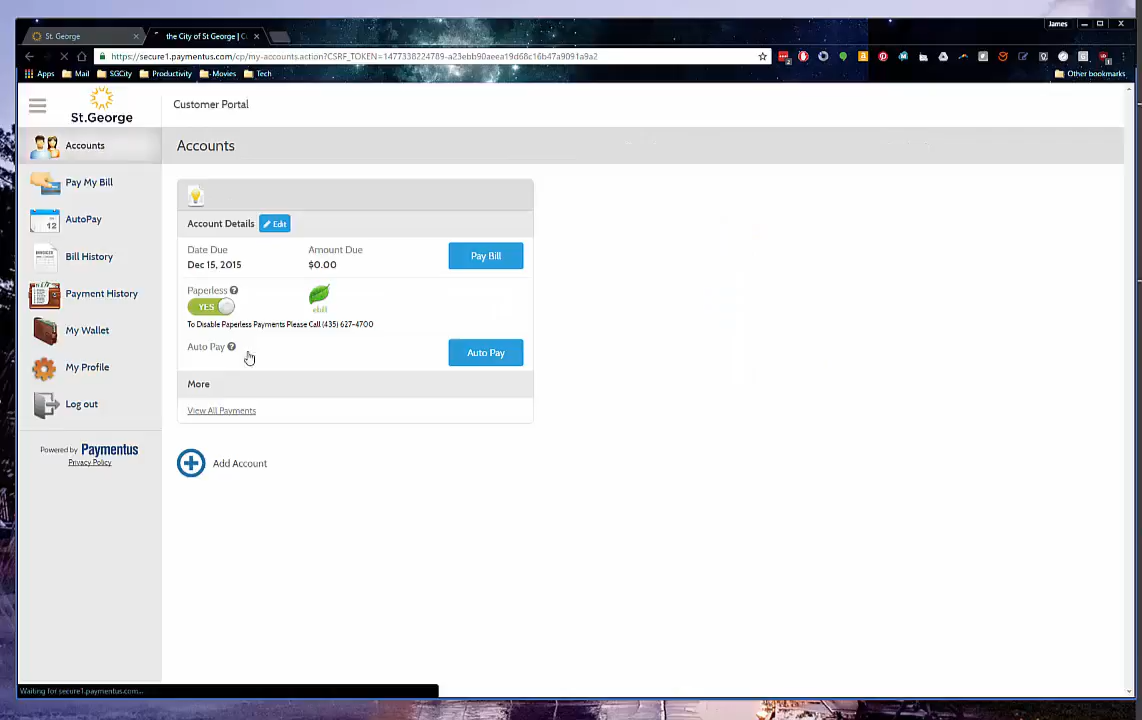 James
St. George
the City of St George | C
https://secure1.paymentus.com/cp/my-accounts.action?CSRF_TOKEN=1477338224789-a23ebb90aeea19d68c16b47a9091a9a2
Apps Mail SGCity Productivity Movies Tech Other bookmarks
St.George
Customer Portal
Accounts
Pay My Bill
12
AutoPay
Bill History
Payment History
My Wallet
My Profile
Log out
Powered by Paymentus
Privacy Policy
Accounts
Account Details Edit
Date Due Amount Due
Dec 15, 2015 $0.00
Pay Bill
Paperless ?
YES
ebill
To Disable Paperless Payments Please Call (435) 627-4700
Auto Pay ?
Auto Pay
More
View All Payments
Add Account
Waiting for secure1.paymentus.com...